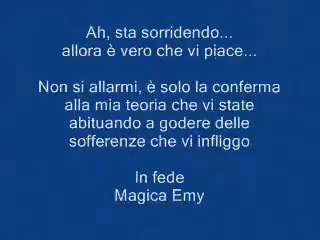 Ah, sta sorridendo...
allora è vero che vi piace...
Non si allarmi, è solo la conferma
alla mia teoria che vi state
abituando a godere delle
sofferenze che vi infliggo
In fede
Magica Emy